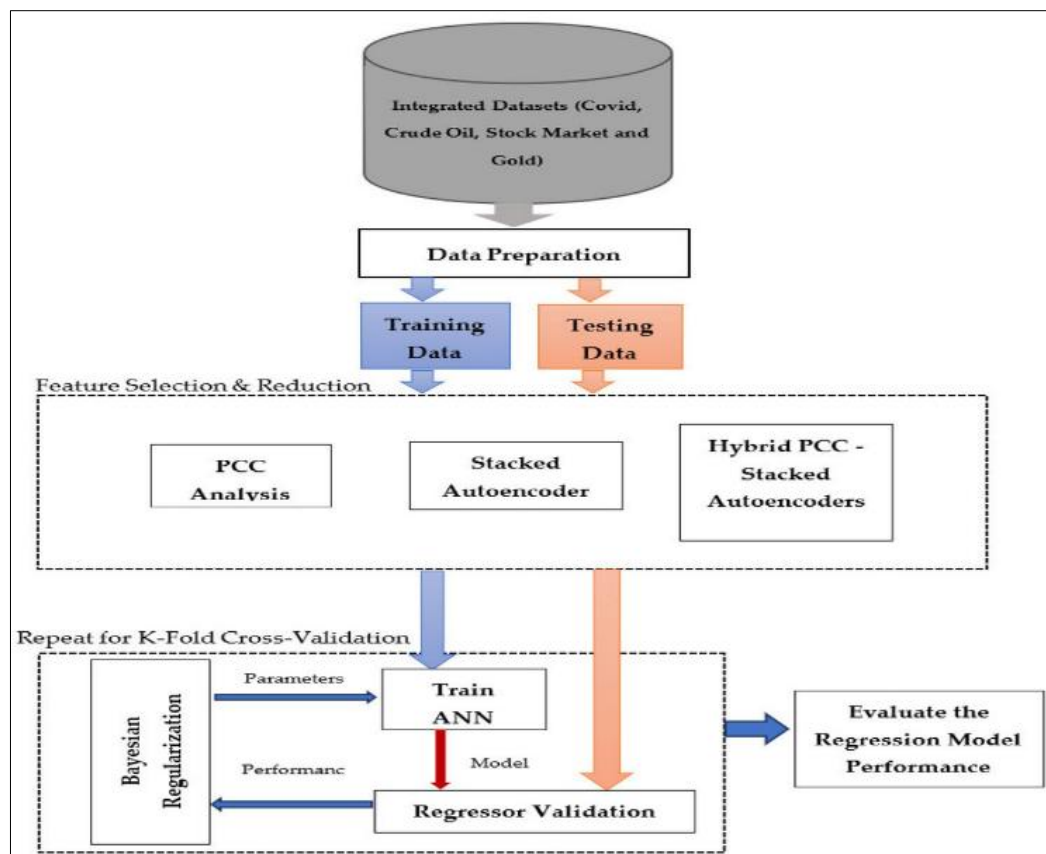 Integrated Datasets (Covid,
Crude Oil, Stock Market and
Gold)
Data Preparation
Training
Data
Testing
Data
Feature Selection & Reduction
PCC
Analysis
Stacked
Autoencoder
Hybrid PCC -
Stacked
Autoencoders
Repeat for K-Fold Cross-Validation
Bayesian
Regularization
Parameters
Train
ANN
Model
Performanc
Regressor Validation
Evaluate the
Regression Model
Performance